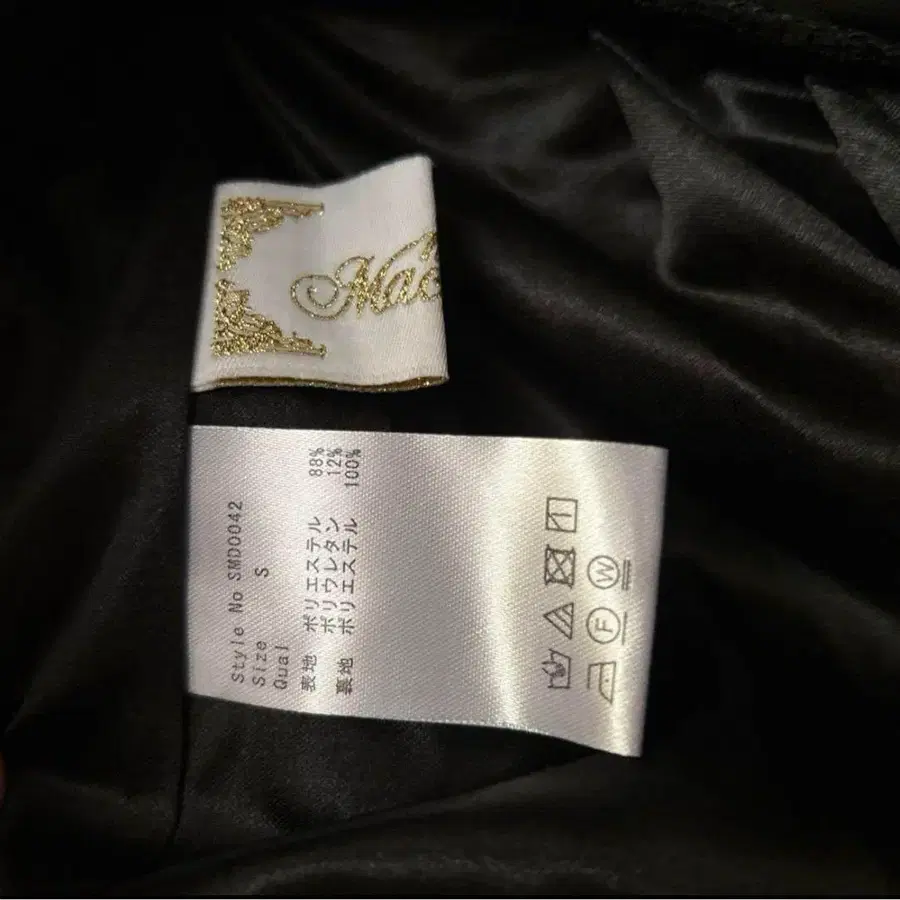 Mac
Style No SMD0042
Size S
Qual
表地 ポリエステル 88%
ポリウレタン 12%
裏地 ポリエステル 100%
W
F